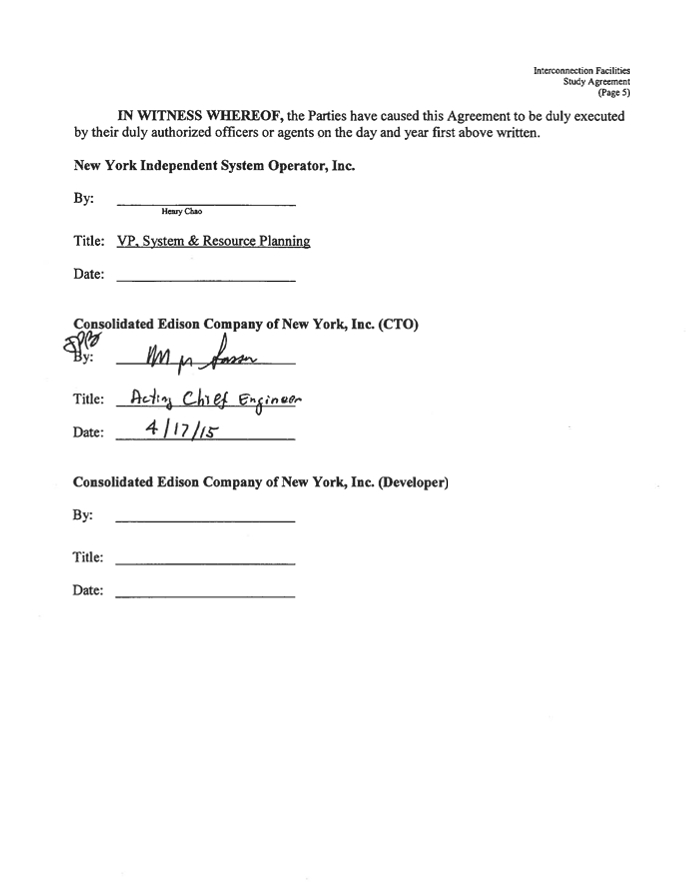 Interconnection Facilities
Study Agreement
(Page 5)
IN WITNESS WHEREOF, the Parties have caused this Agreement to be duly executed
by their duly authorized officers or agents on the day and year first above written.
New York Independent System Operator, Inc.
By:
Henry Chao
Title: VP, System & Resource Planning
Date:
Consolidated Edison Company of New York, Inc. (CTO)
By:
Title: Acting Chief Engineer
Date: 4/17/15
Consolidated Edison Company of New York, Inc. (Developer)
By:
Title:
Date: